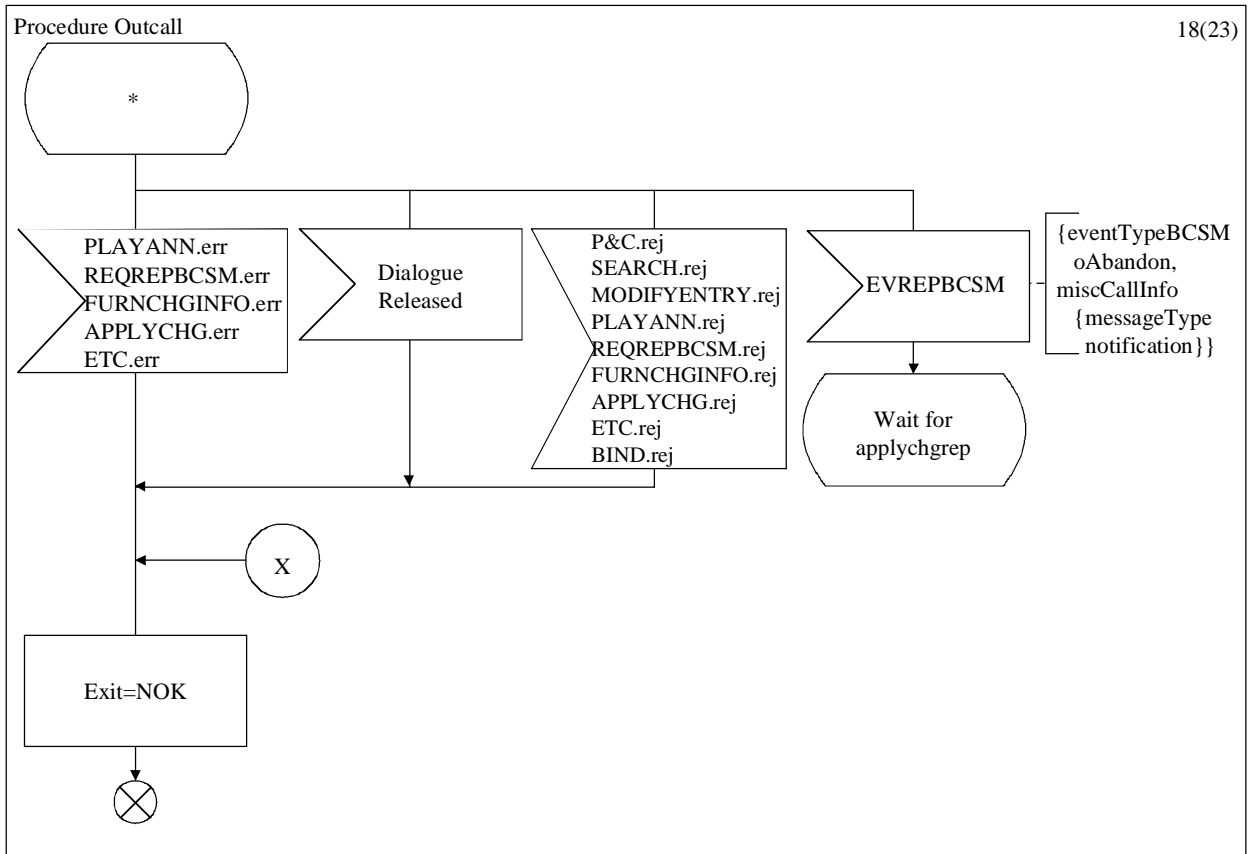 Procedure Outcall
18(23)
*
PLAYANN.err
REQREPBCSM.err
FURNCHGINFO.err
APPLYCHG.err
ETC.err
Dialogue
Released
P&C.rej
SEARCH.rej
MODIFYENTRY.rej
PLAYANN.rej
REQREPBCSM.rej
FURNCHGINFO.rej
APPLYCHG.rej
ETC.rej
BIND.rej
EVREPBCSM
{eventTypeBCSM
oAbandon,
miscCallInfo
{messageType
notification}}
Wait for
applychgrep
X
Exit=NOK